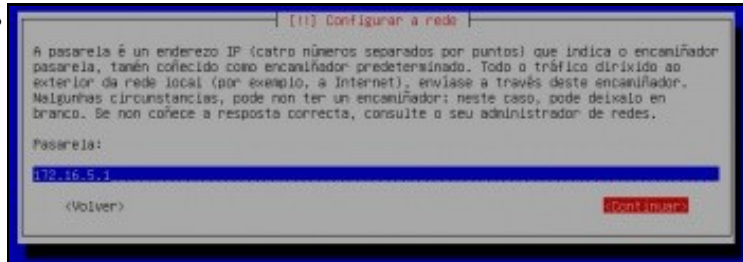 [!!] Configurar a rede
A pasarela é un enderezo IP (catro números separados por puntos) que indica o encamiñador
pasarela, tamén coñecido como encamiñador predeterminado. Todo o tráfico dirixido ao
exterior da rede local (por exemplo, a Internet), envíase a través deste encamiñador.
Nalgunhas circunstancias, pode non ter un encamiñador; neste caso, pode deixalo en
branco. Se non coñece a resposta correcta, consulte o seu administrador de redes.
Pasarela:
172.16.5.1
<Volver> <Continuar>